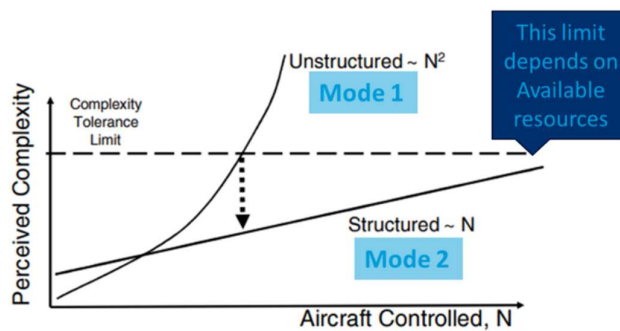 This limit
depends on
Available
resources
Unstructured ~ N²
Mode 1
Complexity
Tolerance
Limit
Perceived Complexity
Structured ~ N
Mode 2
Aircraft Controlled, N